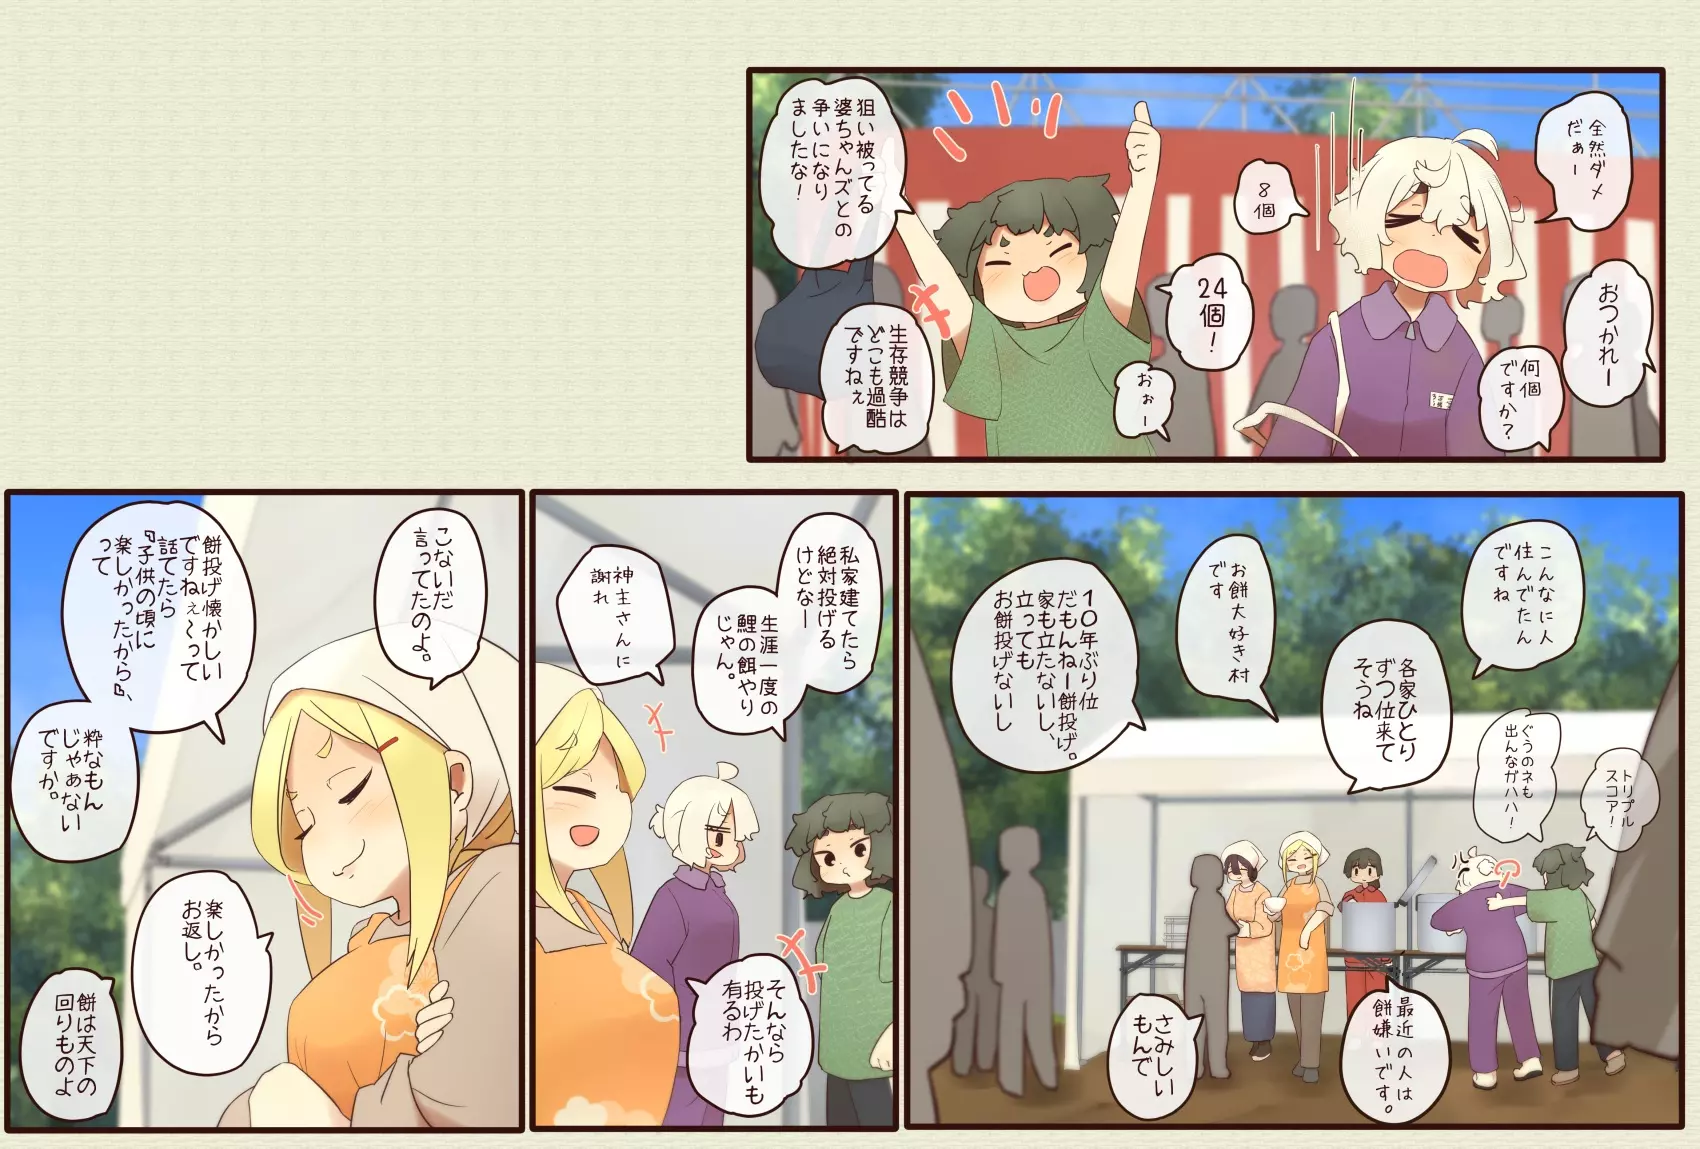 全然ダメ
だぁー
おつかれー
何個
ですか？
8
個
24
個！
おぉー
狙い被ってる
婆ちゃんズとの
争いになり
ましたな！
生存競争は
どこも過酷
ですねぇ
こんなに人
住んでたん
ですね
トリプル
スコア！
ぐうのネも
出んなガハハ！
各家ひとり
ずつ位来て
そうね
お餅大好き村
です
10年ぶり位
だもんねー餅投げ。
家も立たないし、
立っても
お餅投げないし
最近の人は
餅嫌いです。
さみしい
もんで
私家建てたら
絶対投げる
けどなー
生涯一度の
鯉の餌やり
じゃん。
神主さんに
謝れ
そんなら
投げたかいも
有るわ
こないだ
言ってたのよ。
餅投げ懐かしい
ですねぇ〜って
話てたら
『子供の頃に
楽しかったから』、
って
粋なもん
じゃぁない
ですか。
楽しかったから
お返し。
餅は天下の
回りものよ